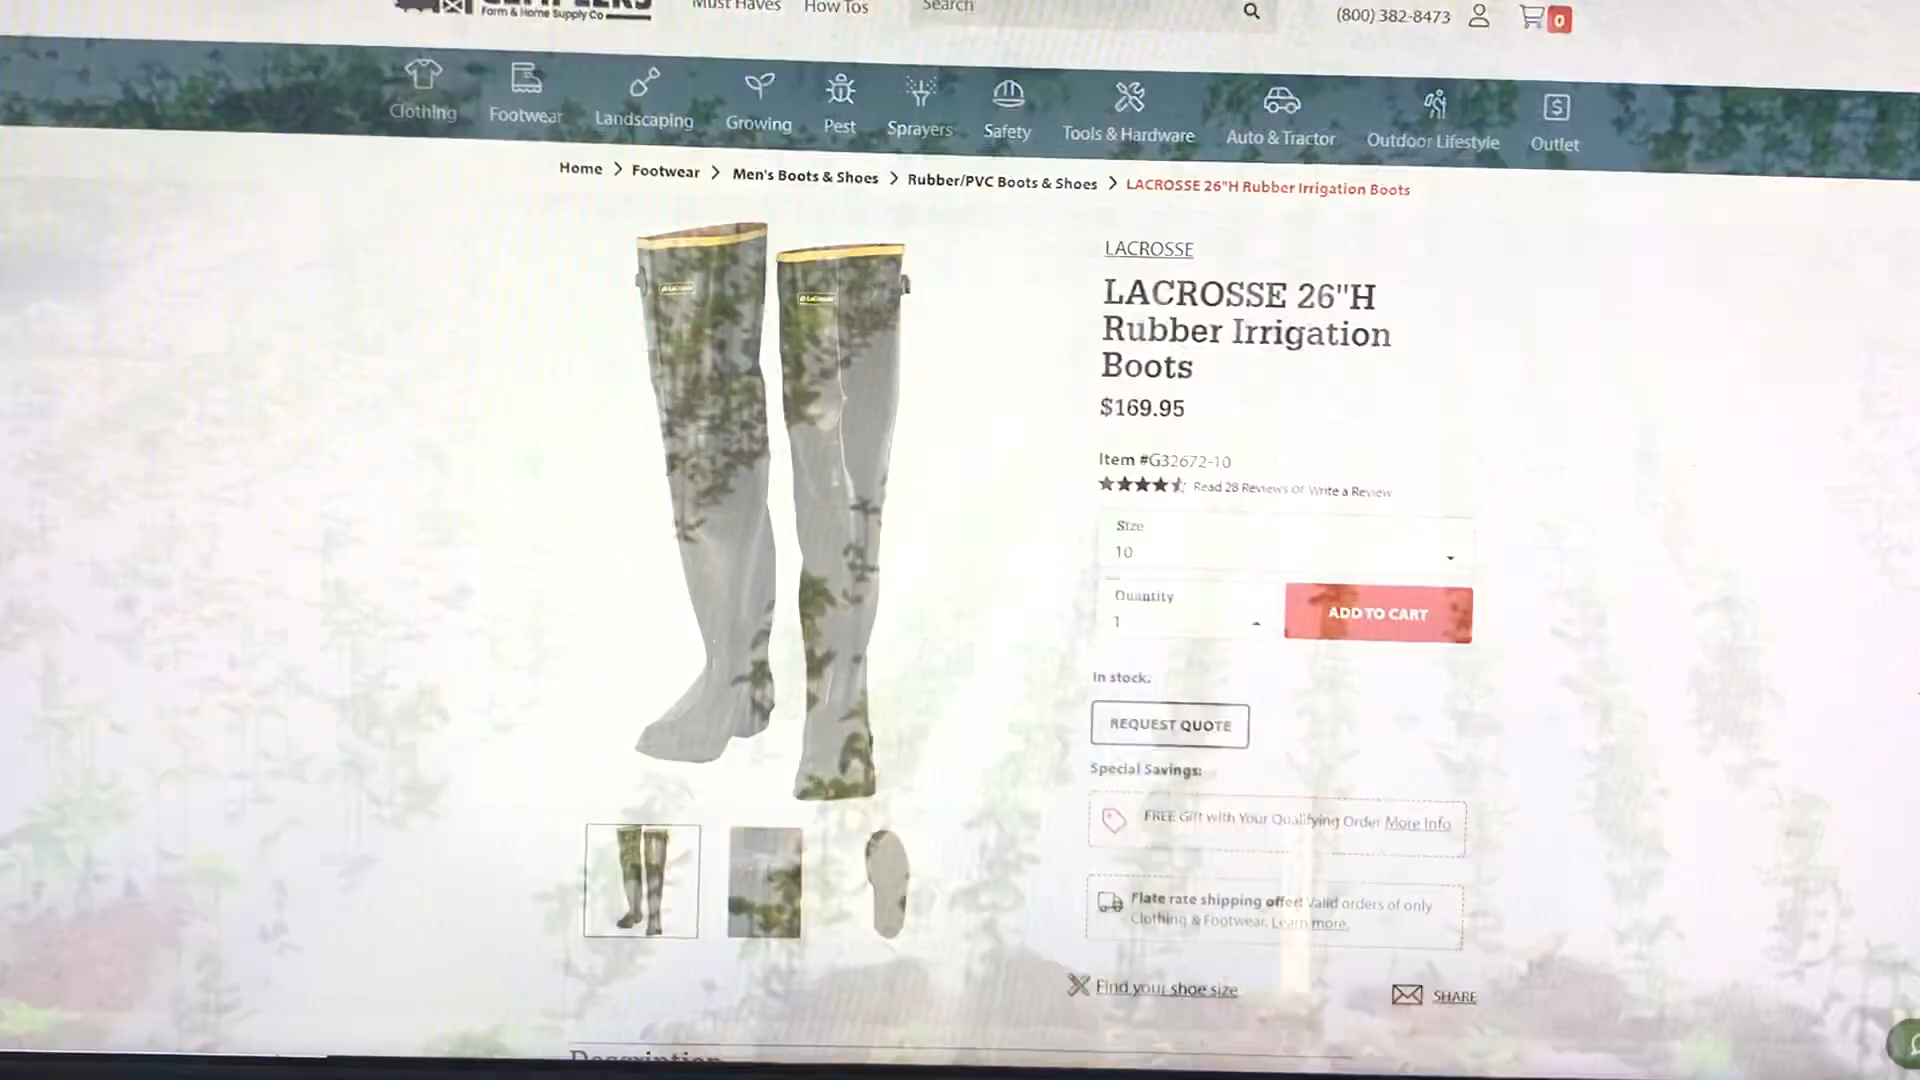 Farm & Home Supply Co
Must Haves How Tos
Search
(800) 382-8473
0
Clothing Footwear Landscaping Growing Pest Sprayers Safety Tools & Hardware Auto & Tractor Outdoor Lifestyle Outlet
Home > Footwear > Men's Boots & Shoes > Rubber/PVC Boots & Shoes > LACROSSE 26"H Rubber Irrigation Boots
LACROSSE
LACROSSE 26"H
Rubber Irrigation
Boots
$169.95
Item #G32672-10
Read 28 Reviews or Write a Review
Size
10
Quantity
1
ADD TO CART
In stock.
REQUEST QUOTE
Special Savings:
FREE Gift with Your Qualifying Order More Info
Flate rate shipping offer! Valid orders of only
Clothing & Footwear. Learn more.
Find your shoe size
SHARE
Description